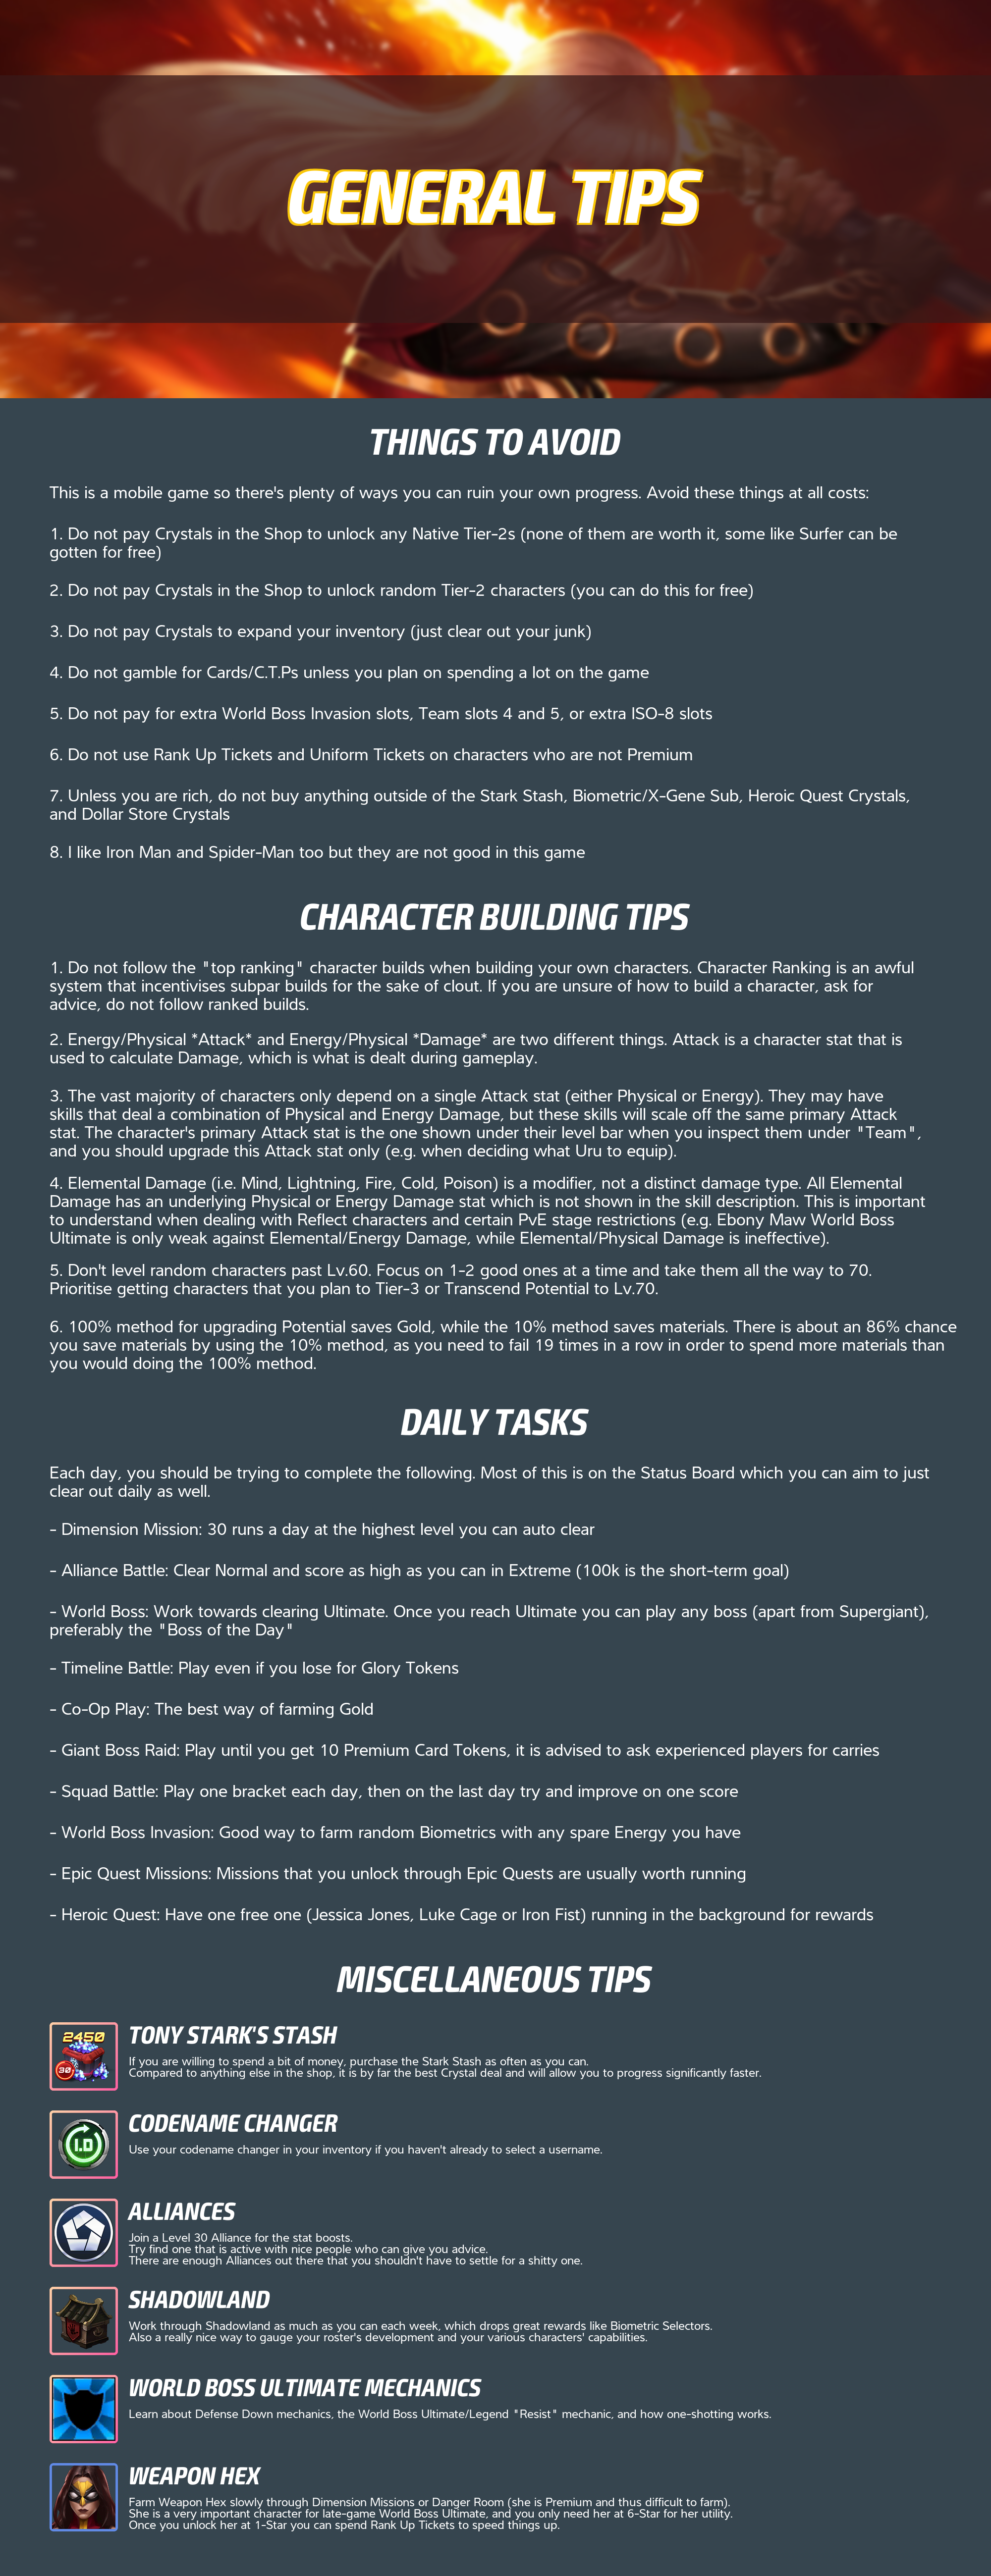 GENERAL TIPS
THINGS TO AVOID
This is a mobile game so there's plenty of ways you can ruin your own progress. Avoid these things at all costs:
1. Do not pay Crystals in the Shop to unlock any Native Tier-2s (none of them are worth it, some like Surfer can be
gotten for free)
2. Do not pay Crystals in the Shop to unlock random Tier-2 characters (you can do this for free)
3. Do not pay Crystals to expand your inventory (just clear out your junk)
4. Do not gamble for Cards/C.T.Ps unless you plan on spending a lot on the game
5. Do not pay for extra World Boss Invasion slots, Team slots 4 and 5, or extra ISO-8 slots
6. Do not use Rank Up Tickets and Uniform Tickets on characters who are not Premium
7. Unless you are rich, do not buy anything outside of the Stark Stash, Biometric/X-Gene Sub, Heroic Quest Crystals,
and Dollar Store Crystals
8. I like Iron Man and Spider-Man too but they are not good in this game
CHARACTER BUILDING TIPS
1. Do not follow the "top ranking" character builds when building your own characters. Character Ranking is an awful
system that incentivises subpar builds for the sake of clout. If you are unsure of how to build a character, ask for
advice, do not follow ranked builds.
2. Energy/Physical *Attack* and Energy/Physical *Damage* are two different things. Attack is a character stat that is
used to calculate Damage, which is what is dealt during gameplay.
3. The vast majority of characters only depend on a single Attack stat (either Physical or Energy). They may have
skills that deal a combination of Physical and Energy Damage, but these skills will scale off the same primary Attack
stat. The character's primary Attack stat is the one shown under their level bar when you inspect them under "Team",
and you should upgrade this Attack stat only (e.g. when deciding what Uru to equip).
4. Elemental Damage (i.e. Mind, Lightning, Fire, Cold, Poison) is a modifier, not a distinct damage type. All Elemental
Damage has an underlying Physical or Energy Damage stat which is not shown in the skill description. This is important
to understand when dealing with Reflect characters and certain PvE stage restrictions (e.g. Ebony Maw World Boss
Ultimate is only weak against Elemental/Energy Damage, while Elemental/Physical Damage is ineffective).
5. Don't level random characters past Lv.60. Focus on 1-2 good ones at a time and take them all the way to 70.
Prioritise getting characters that you plan to Tier-3 or Transcend Potential to Lv.70.
6. 100% method for upgrading Potential saves Gold, while the 10% method saves materials. There is about an 86% chance
you save materials by using the 10% method, as you need to fail 19 times in a row in order to spend more materials than
you would doing the 100% method.
DAILY TASKS
Each day, you should be trying to complete the following. Most of this is on the Status Board which you can aim to just
clear out daily as well.
- Dimension Mission: 30 runs a day at the highest level you can auto clear
- Alliance Battle: Clear Normal and score as high as you can in Extreme (100k is the short-term goal)
- World Boss: Work towards clearing Ultimate. Once you reach Ultimate you can play any boss (apart from Supergiant),
preferably the "Boss of the Day"
- Timeline Battle: Play even if you lose for Glory Tokens
- Co-Op Play: The best way of farming Gold
- Giant Boss Raid: Play until you get 10 Premium Card Tokens, it is advised to ask experienced players for carries
- Squad Battle: Play one bracket each day, then on the last day try and improve on one score
- World Boss Invasion: Good way to farm random Biometrics with any spare Energy you have
- Epic Quest Missions: Missions that you unlock through Epic Quests are usually worth running
- Heroic Quest: Have one free one (Jessica Jones, Luke Cage or Iron Fist) running in the background for rewards
MISCELLANEOUS TIPS
2450
30
TONY STARK'S STASH
If you are willing to spend a bit of money, purchase the Stark Stash as often as you can.
Compared to anything else in the shop, it is by far the best Crystal deal and will allow you to progress significantly faster.
I.D
CODENAME CHANGER
Use your codename changer in your inventory if you haven't already to select a username.
ALLIANCES
Join a Level 30 Alliance for the stat boosts.
Try find one that is active with nice people who can give you advice.
There are enough Alliances out there that you shouldn't have to settle for a shitty one.
SHADOWLAND
Work through Shadowland as much as you can each week, which drops great rewards like Biometric Selectors.
Also a really nice way to gauge your roster's development and your various characters' capabilities.
WORLD BOSS ULTIMATE MECHANICS
Learn about Defense Down mechanics, the World Boss Ultimate/Legend "Resist" mechanic, and how one-shotting works.
WEAPON HEX
Farm Weapon Hex slowly through Dimension Missions or Danger Room (she is Premium and thus difficult to farm).
She is a very important character for late-game World Boss Ultimate, and you only need her at 6-Star for her utility.
Once you unlock her at 1-Star you can spend Rank Up Tickets to speed things up.